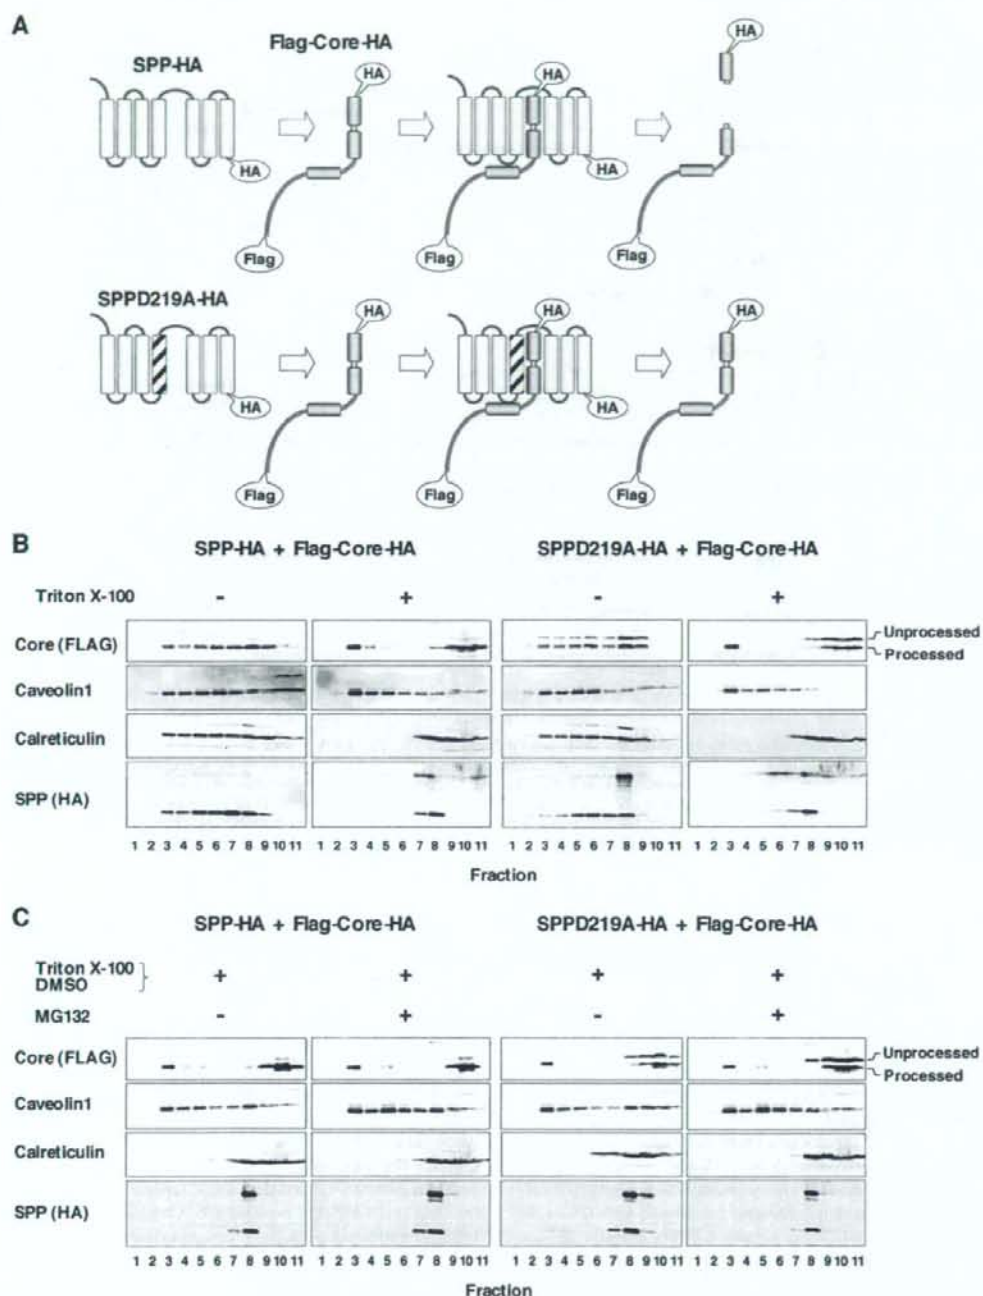 A
Flag-Core-HA
HA
SPP-HA
HA
HA
HA
HA
Flag
Flag
Flag
SPPD219A-HA
HA
HA
HA
HA
HA
Flag
Flag
Flag
B
SPP-HA + Flag-Core-HA SPPD219A-HA + Flag-Core-HA
Triton X-100 - + - +
Core (FLAG) Unprocessed
Processed
Caveolin1
Calreticulin
SPP (HA)
1 2 3 4 5 6 7 8 9 10 11 1 2 3 4 5 6 7 8 9 10 11 1 2 3 4 5 6 7 8 9 10 11 1 2 3 4 5 6 7 8 9 10 11
Fraction
C
SPP-HA + Flag-Core-HA SPPD219A-HA + Flag-Core-HA
Triton X-100
DMSO + + + +
MG132 - + - +
Core (FLAG) Unprocessed
Processed
Caveolin1
Calreticulin
SPP (HA)
1 2 3 4 5 6 7 8 9 10 11 1 2 3 4 5 6 7 8 9 10 11 1 2 3 4 5 6 7 8 9 10 11 1 2 3 4 5 6 7 8 9 10 11
Fraction